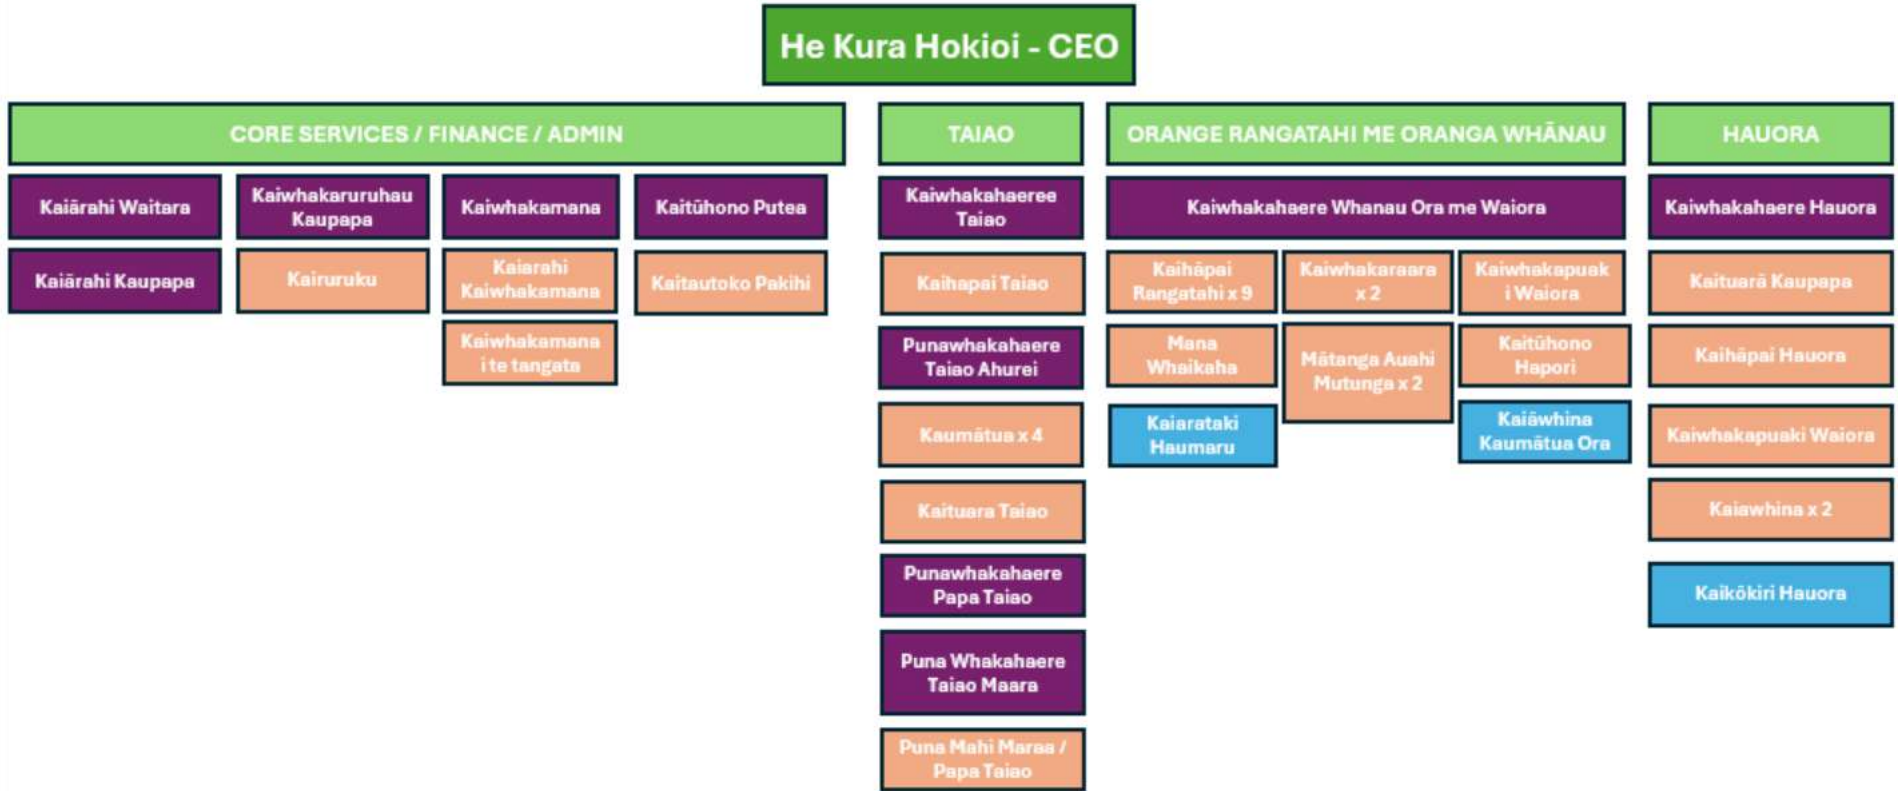 He Kura Hokioi - CEO
CORE SERVICES / FINANCE / ADMIN
Kaiārahi Waitara
Kaiārahi Kaupapa
Kaiwhakaruruhau
Kaupapa
Kairuruku
Kaiwhakamana
Kaiarahi
Kaiwhakamana
Kaiwhakamana
i te tangata
Kaitūhono Putea
Kaitautoko Pakihi
TAIAO
Kaiwhakahaeree
Taiao
Kaihapai Taiao
Punawhakahaere
Taiao Ahurei
Kaumātua x 4
Kaituara Taiao
Punawhakahaere
Papa Taiao
Puna Whakahaere
Taiao Maara
Puna Mahi Maraa /
Papa Taiao
ORANGE RANGATAHI ME ORANGA WHĀNAU
Kaiwhakahaere Whanau Ora me Waiora
Kaihāpai
Rangatahi x 9
Mana
Whaikaha
Kaiarataki
Haumaru
Kaiwhakaraara
x 2
Mātanga Auahi
Mutunga x 2
Kaiwhakapuak
i Waiora
Kaitūhono
Hapori
Kaiāwhina
Kaumātua Ora
HAUORA
Kaiwhakahaere Hauora
Kaituarā Kaupapa
Kaihāpai Hauora
Kaiwhakapuaki Waiora
Kaiawhina x 2
Kaikōkiri Hauora